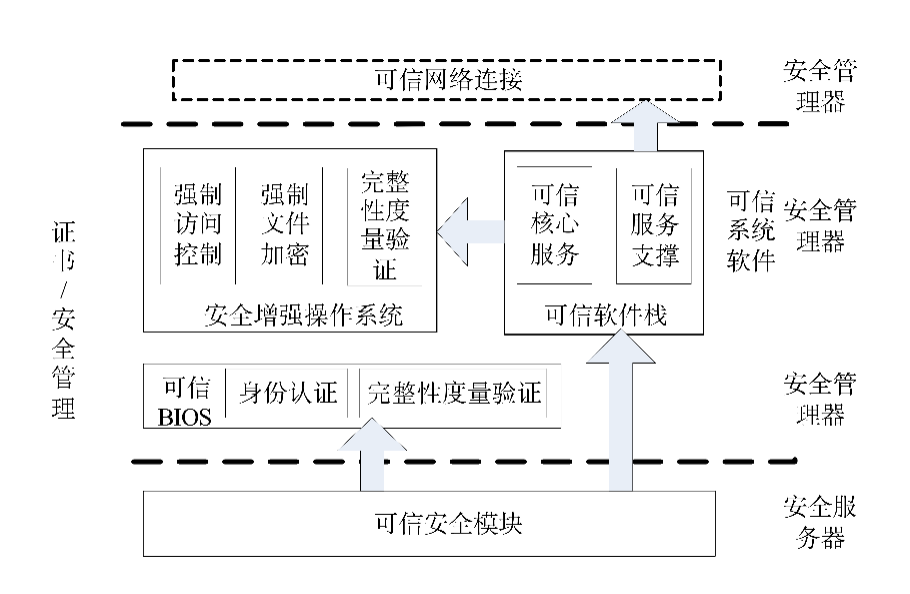 可信网络连接
安全管
理器
强制
访问
控制
强制
文件
加密
完整
性度
量验
证
安全增强操作系统
可信
核心
服务
可信
服务
支撑
可信软件栈
可信
系统
软件
安全管
理器
证
书
/
安
全
管
理
可信
BIOS
身份认证
完整性度量验证
安全管
理器
可信安全模块
安全服
务器